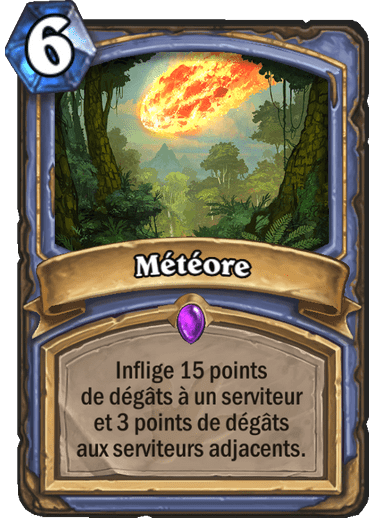 6
Météore
Inflige 15 points
de dégâts à un serviteur
et 3 points de dégâts
aux serviteurs adjacents.